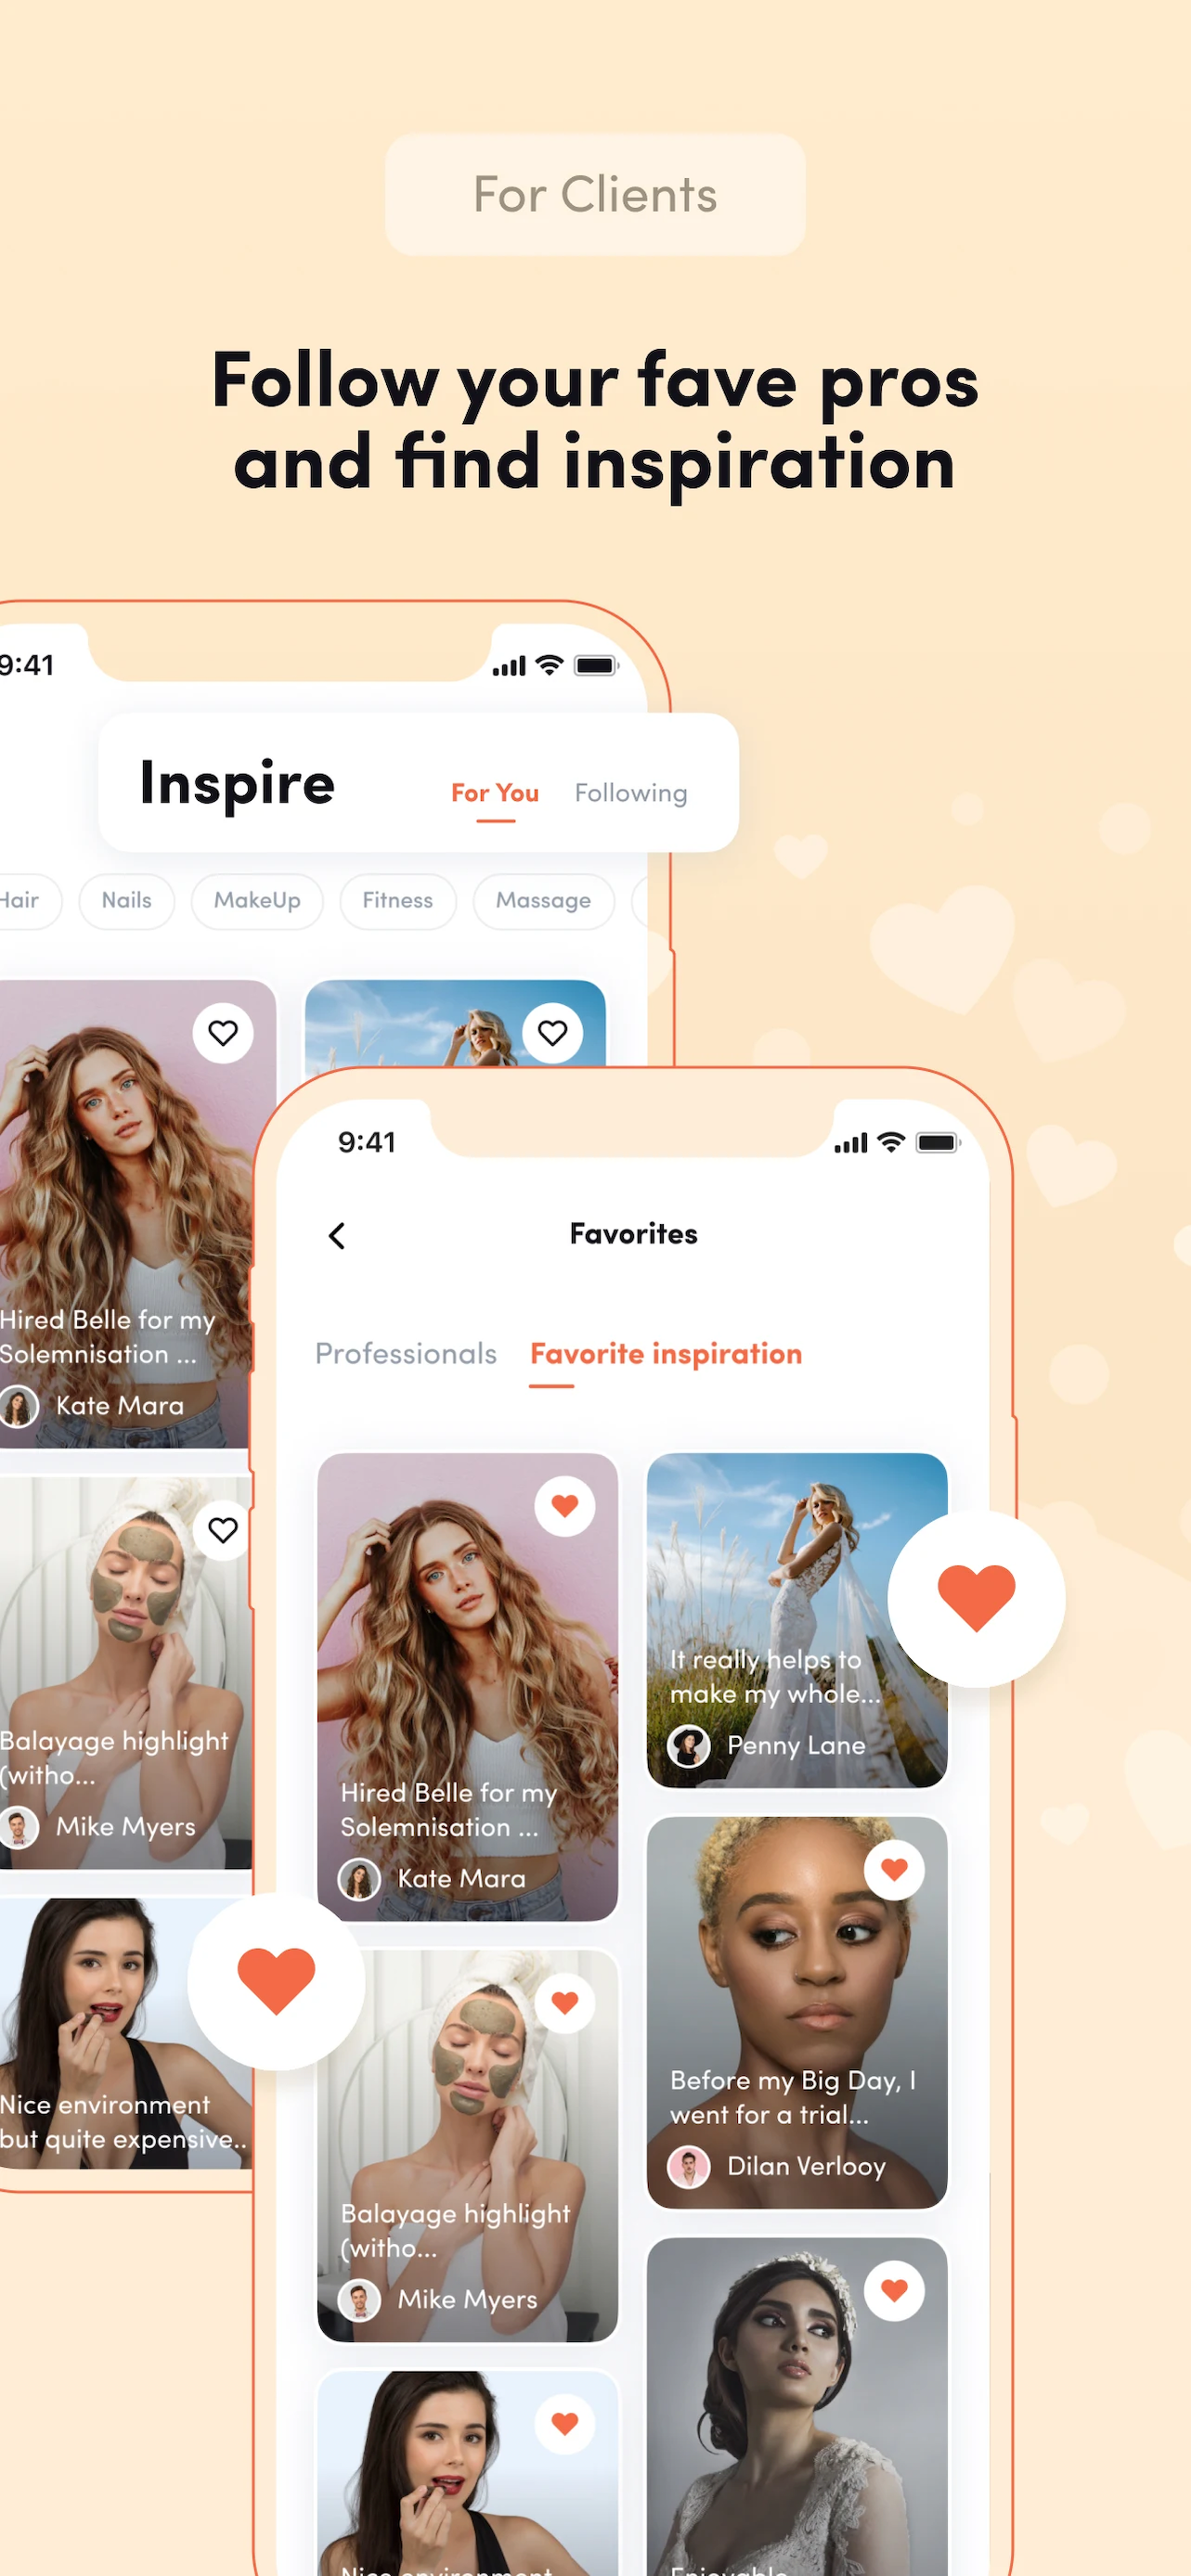 For Clients
Follow your fave pros
and find inspiration
9:41
Inspire
For You
Following
Hair
Nails
MakeUp
Fitness
Massage
Hired Belle for my
Solemnisation ...
Kate Mara
Balayage highlight
(witho...
Mike Myers
Nice environment
but quite expensive..
9:41
Favorites
Professionals
Favorite inspiration
Hired Belle for my
Solemnisation ...
Kate Mara
It really helps to
make my whole...
Penny Lane
Balayage highlight
(witho...
Mike Myers
Before my Big Day, I
went for a trial...
Dilan Verlooy
Nice environment
Enjoyable